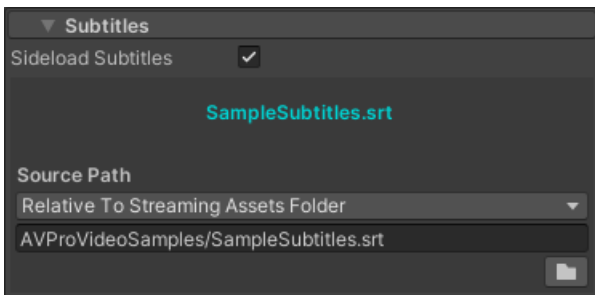 Subtitles
Sideload Subtitles
SampleSubtitles.srt
Source Path
Relative To Streaming Assets Folder
AVProVideoSamples/SampleSubtitles.srt